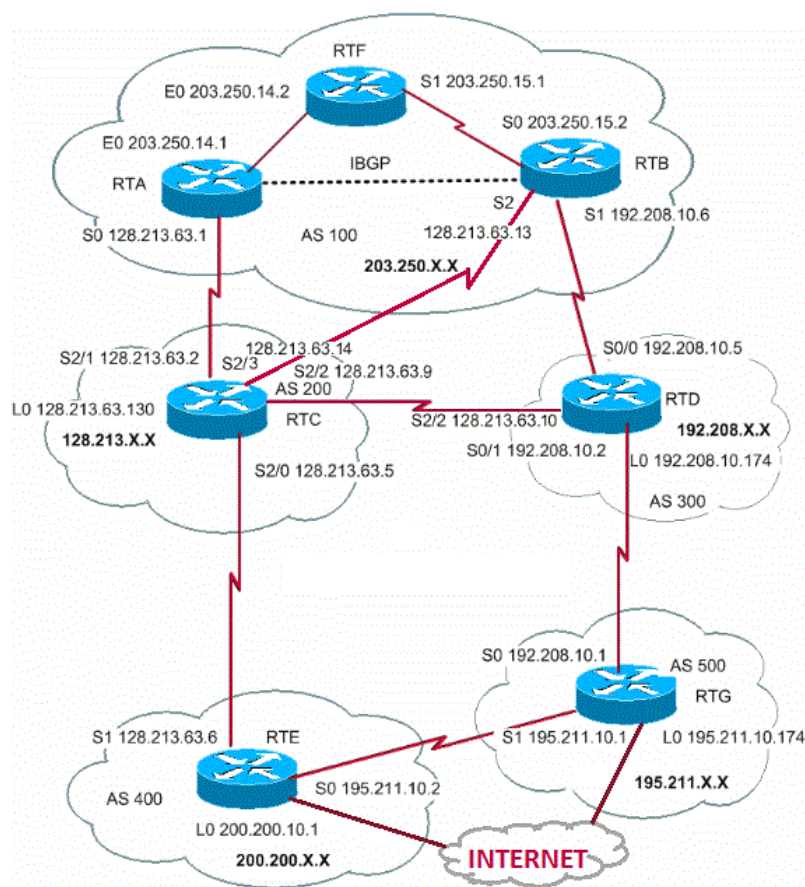 RTF
E0 203.250.14.2
S1 203.250.15.1
S0 203.250.15.2
E0 203.250.14.1
IBGP
RTA
RTB
S2
S1 192.208.10.6
S0 128.213.63.1
AS 100
128.213.63.13
203.250.X.X
S2/1 128.213.63.2
S2/3
128.213.63.14
S0/0 192.208.10.5
S2/2 128.213.63.9
AS 200
RTD
L0 128.213.63.130
RTC
S2/2 128.213.63.10
192.208.X.X
128.213.X.X
S0/1 192.208.10.2
L0 192.208.10.174
S2/0 128.213.63.5
AS 300
S0 192.208.10.1
AS 500
RTG
S1 128.213.63.6
RTE
S1 195.211.10.1
L0 195.211.10.174
AS 400
S0 195.211.10.2
195.211.X.X
L0 200.200.10.1
200.200.X.X
INTERNET